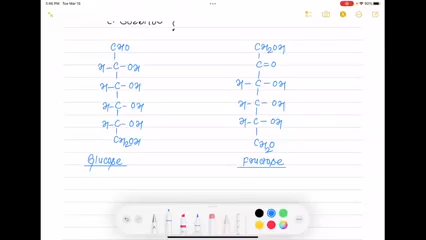 ?
CHO
H-C-OH
H-C-OH
H-C-OH
H-C-OH
CH2OH
Glucose
CH2OH
C=O
H-C-OH
H-C-OH
H-C-OH
CH2O
Fructose